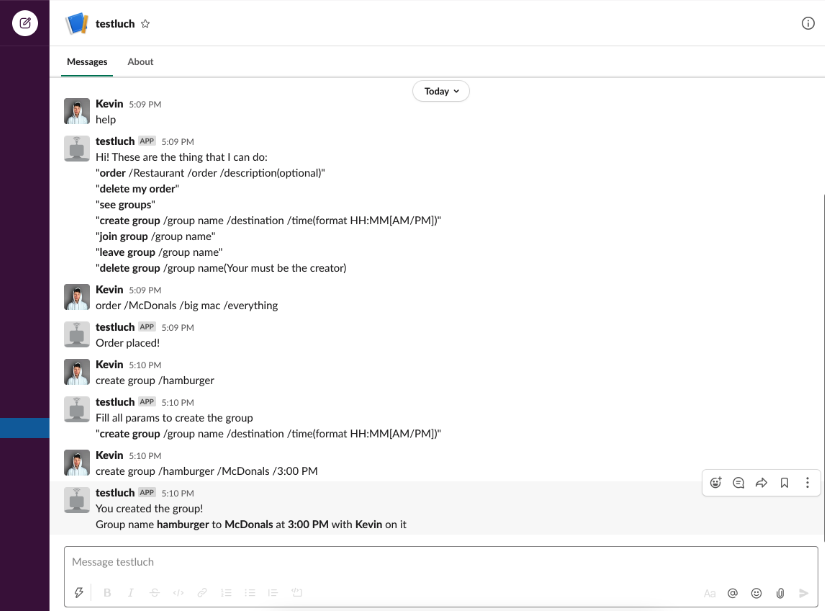 testluch
Messages About
Today
Kevin 5:09 PM
help
testluch APP 5:09 PM
Hi! These are the thing that I can do:
"order /Restaurant /order /description(optional)"
"delete my order"
"see groups"
"create group /group name /destination /time(format HH:MM[AM/PM])"
"join group /group name"
"leave group /group name"
"delete group /group name(Your must be the creator)
Kevin 5:09 PM
order /McDonals /big mac /everything
testluch APP 5:09 PM
Order placed!
Kevin 5:10 PM
create group /hamburger
testluch APP 5:10 PM
Fill all params to create the group
"create group /group name /destination /time(format HH:MM[AM/PM])"
Kevin 5:10 PM
create group /hamburger /McDonals /3:00 PM
testluch APP 5:10 PM
You created the group!
Group name hamburger to McDonals at 3:00 PM with Kevin on it
Message testluch
B I S Aa @